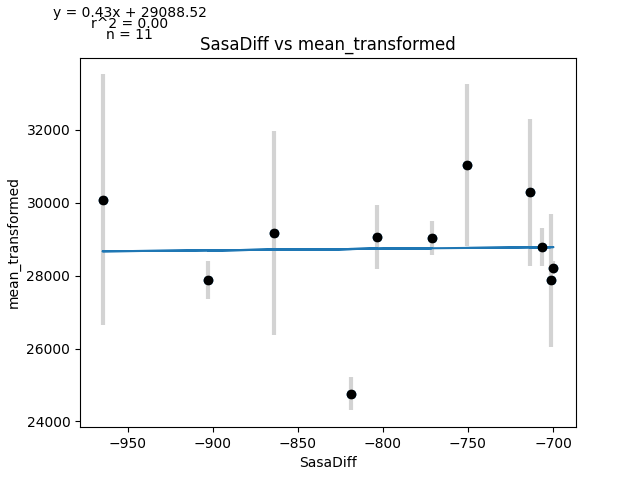 y = 0.43x + 29088.52
r^2 = 0.00
n = 11
SasaDiff vs mean_transformed
mean_transformed
32000
30000
28000
26000
24000
−950
−900
−850
−800
−750
−700
SasaDiff